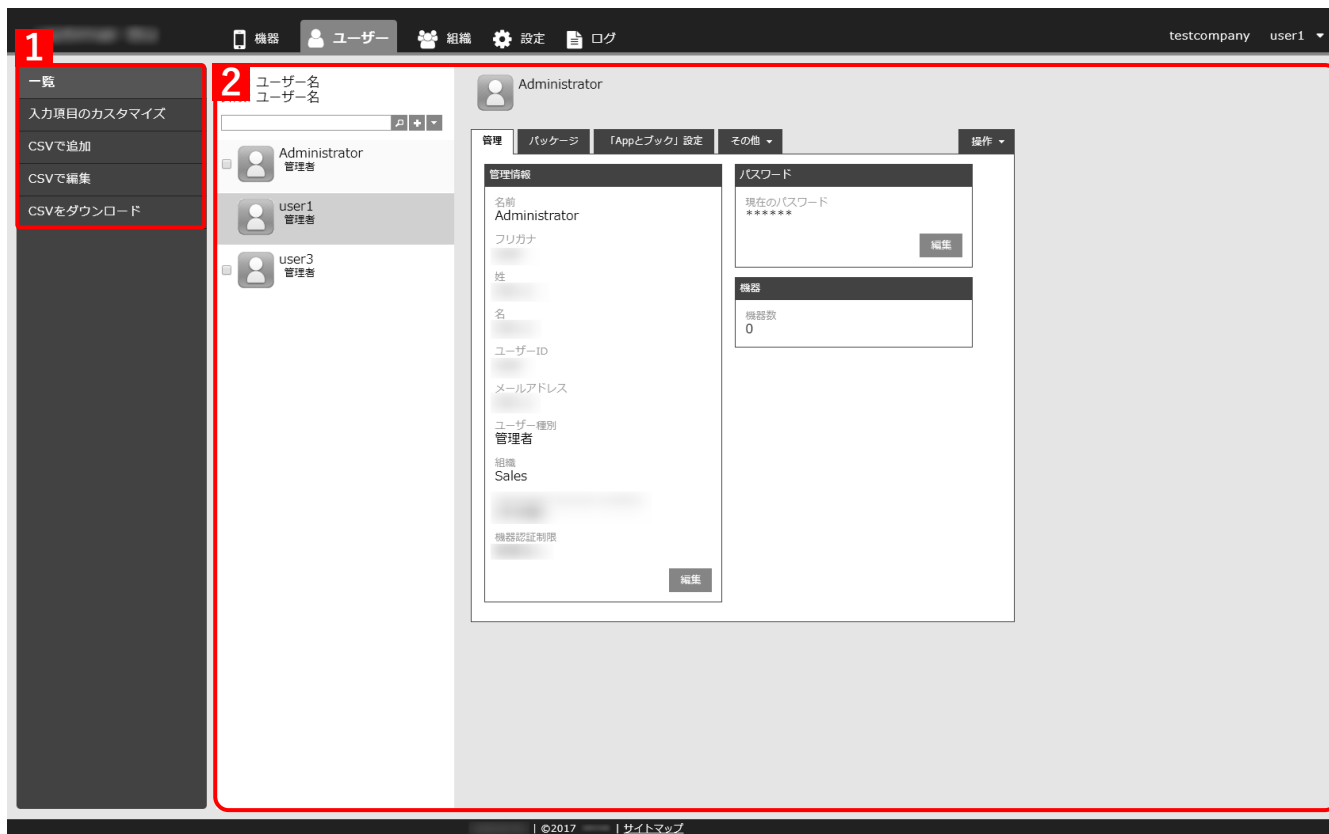 機器 ユーザー 組織 設定 ログ testcompany user1
1
一覧
入力項目のカスタマイズ
CSVで追加
CSVで編集
CSVをダウンロード
2
ユーザー名
ユーザー名
Administrator
管理者
user1
管理者
user3
管理者
Administrator
管理 パッケージ 「Appとブック」設定 その他 操作
管理情報
名前
Administrator
フリガナ
姓
名
ユーザーID
メールアドレス
ユーザー種別
管理者
組織
Sales
機器認証制限
編集
パスワード
現在のパスワード
******
編集
機器
機器数
0
| ©2017 | サイトマップ